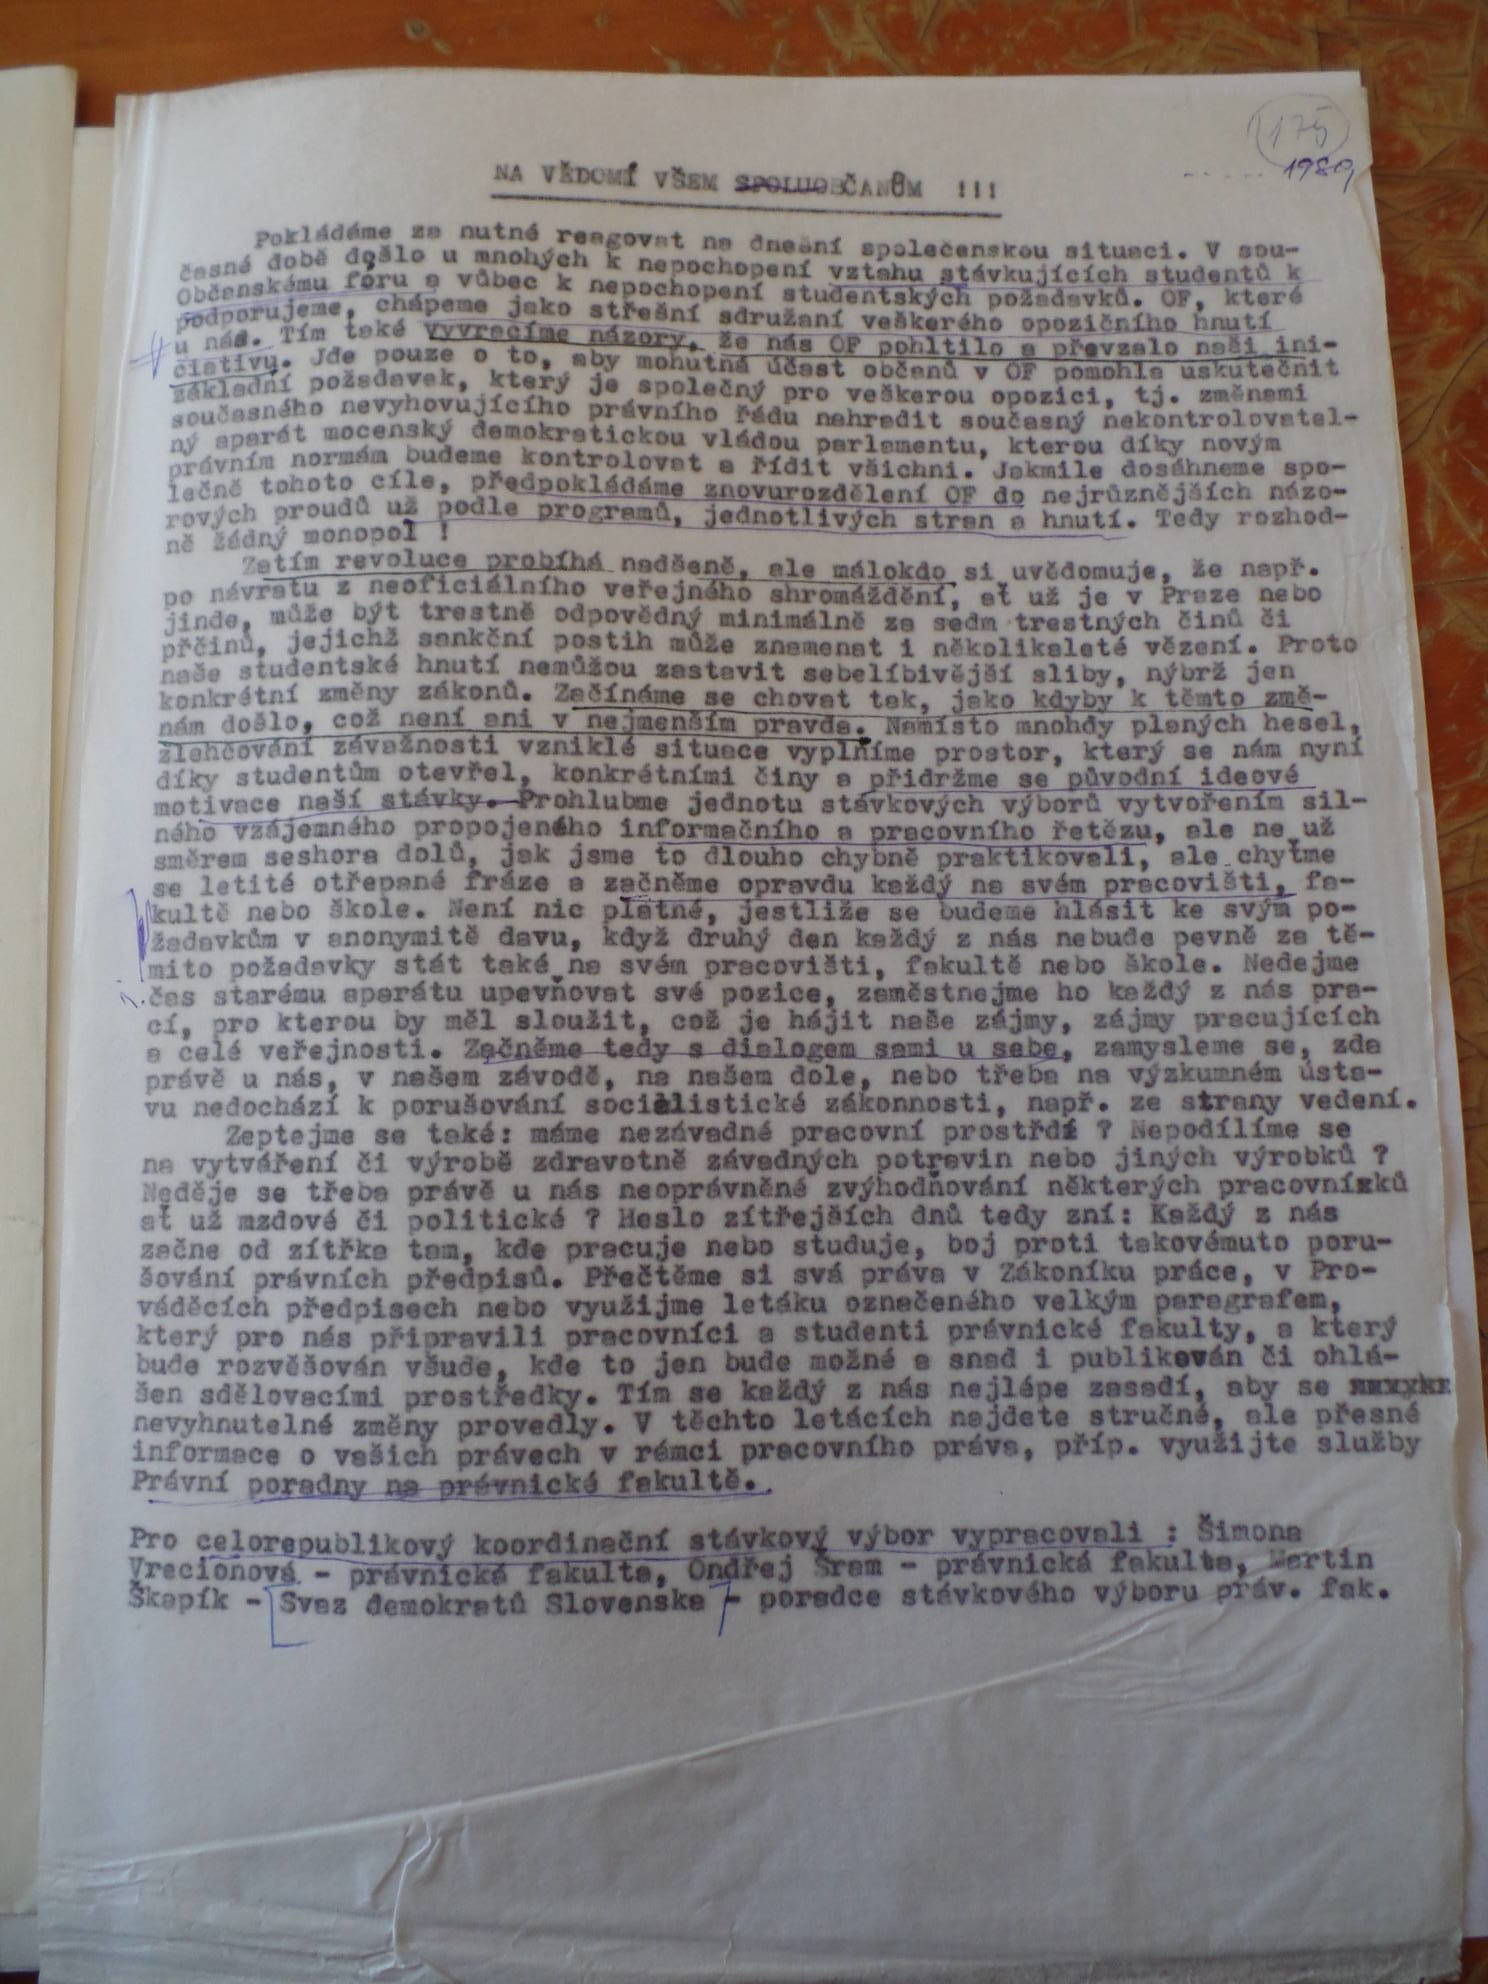 175
1989
NA VĚDOMÍ VŠEM SPOLUOBČANŮM !!!
Pokládáme za nutné reagovat na dnešní společenskou situaci. V sou-
časné době došlo u mnohých k nepochopení vztahu stávkujících studentů k
Občanskému foru a vůbec k nepochopení studentských požadavků. OF, které
podporujeme, chápeme jako střešní sdružaní veškerého opozičního hnutí
u nás. Tím také vyvracíme názory, že nás OF pohltilo a převzalo naši ini-
ciativu. Jde pouze o to, aby mohutná účast občanů v OF pomohla uskutečnit
základní požadavek, který je společný pro veškerou opozici, tj. změnami
současného nevyhovujícího právního řádu nahradit současný nekontrolovatel-
ný aparát mocenský demokratickou vládou parlamentu, kterou díky novým
právním normám budeme kontrolovat a řídit všichni. Jakmile dosáhneme spo-
lečně tohoto cíle, předpokládáme znovurozdělení OF do nejrůznějších názo-
rových proudů už podle programů, jednotlivých stran a hnutí. Tedy rozhod-
ně žádný monopol !
Zatím revoluce probíhá nadšeně, ale málokdo si uvědomuje, že např.
po návratu z neoficiálního veřejného shromáždění, ať už je v Praze nebo
jinde, může být trestně odpovědný minimálně za sedm trestných činů či
přčinů, jejichž sankční postih může znamenat i několikaleté vězení. Proto
naše studentské hnutí nemůžou zastavit sebelíbivější sliby, nýbrž jen
konkrétní změny zákonů. Začínáme se chovat tak, jako kdyby k těmto změ-
nám došlo, což není ani v nejmenším pravda. Namísto mnohdy planých hesel,
zlehčování závažnosti vzniklé situace vyplňíme prostor, který se nám nyní
díky studentům otevřel, konkrétními činy a přidržme se původní ideové
motivace naší stávky. Prohlubme jednotu stávkových výborů vytvořením sil-
ného vzájemného propojeného informačního a pracovního řetězu, ale ne už
směrem seshora dolů, jak jsme to dlouho chybně praktikovali, ale chyťme
se letité otřepané fráze a začněme opravdu každý na svém pracovišti, fa-
kultě nebo škole. Není nic platné, jestliže se budeme hlásit ke svým po-
žadavkům v anonymitě davu, když druhý den každý z nás nebude pevně za tě-
mito požadavky stát také na svém pracovišti, fakultě nebo škole. Nedejme
čas starému aparátu upevňovat své pozice, zaměstnejme ho každý z nás pra-
cí, pro kterou by měl sloužit, což je hájit naše zájmy, zájmy pracujících
a celé veřejnosti. Začněme tedy s dialogem sami u sebe, zamysleme se, zda
právě u nás, v našem závodě, na našem dole, nebo třeba na výzkumném ústa-
vu nedochází k porušování socialistické zákonnosti, např. ze strany vedení.
Zeptejme se také: máme nezávadné pracovní prostřdí ? Nepodílíme se
na vytváření či výrobě zdravotně závadných potravin nebo jiných výrobků ?
Neděje se třeba právě u nás neoprávněné zvýhodňování některých pracovníxků
ať už mzdové či politické ? Heslo zítřejších dnů tedy zní: Každý z nás
začne od zítřka tam, kde pracuje nebo studuje, boj proti takovémuto poru-
šování právních předpisů. Přečtěme si svá práva v Zákoníku práce, v Pro-
váděcích předpisech nebo využijme letáku označeného velkým paragrafem,
který pro nás připravili pracovníci a studenti právnické fakulty, a který
bude rozvěšován všude, kde to jen bude možné a snad i publikován či ohlá-
šen sdělovacími prostředky. Tím se každý z nás nejlépe zasadí, aby se
nevyhnutelné změny provedly. V těchto letácích najdete stručné, ale přesné
informace o vašich právech v rámci pracovního práva, příp. využijte služby
Právní poradny na právnické fakultě.
Pro celorepublikový koordinační stávkový výbor vypracovali : Šimona
Vrecionová - právnická fakulta, Ondřej Šram - právnická fakulta, Martin
Škapík - Svaz demokratů Slovenska - poradce stávkového výboru práv. fak.